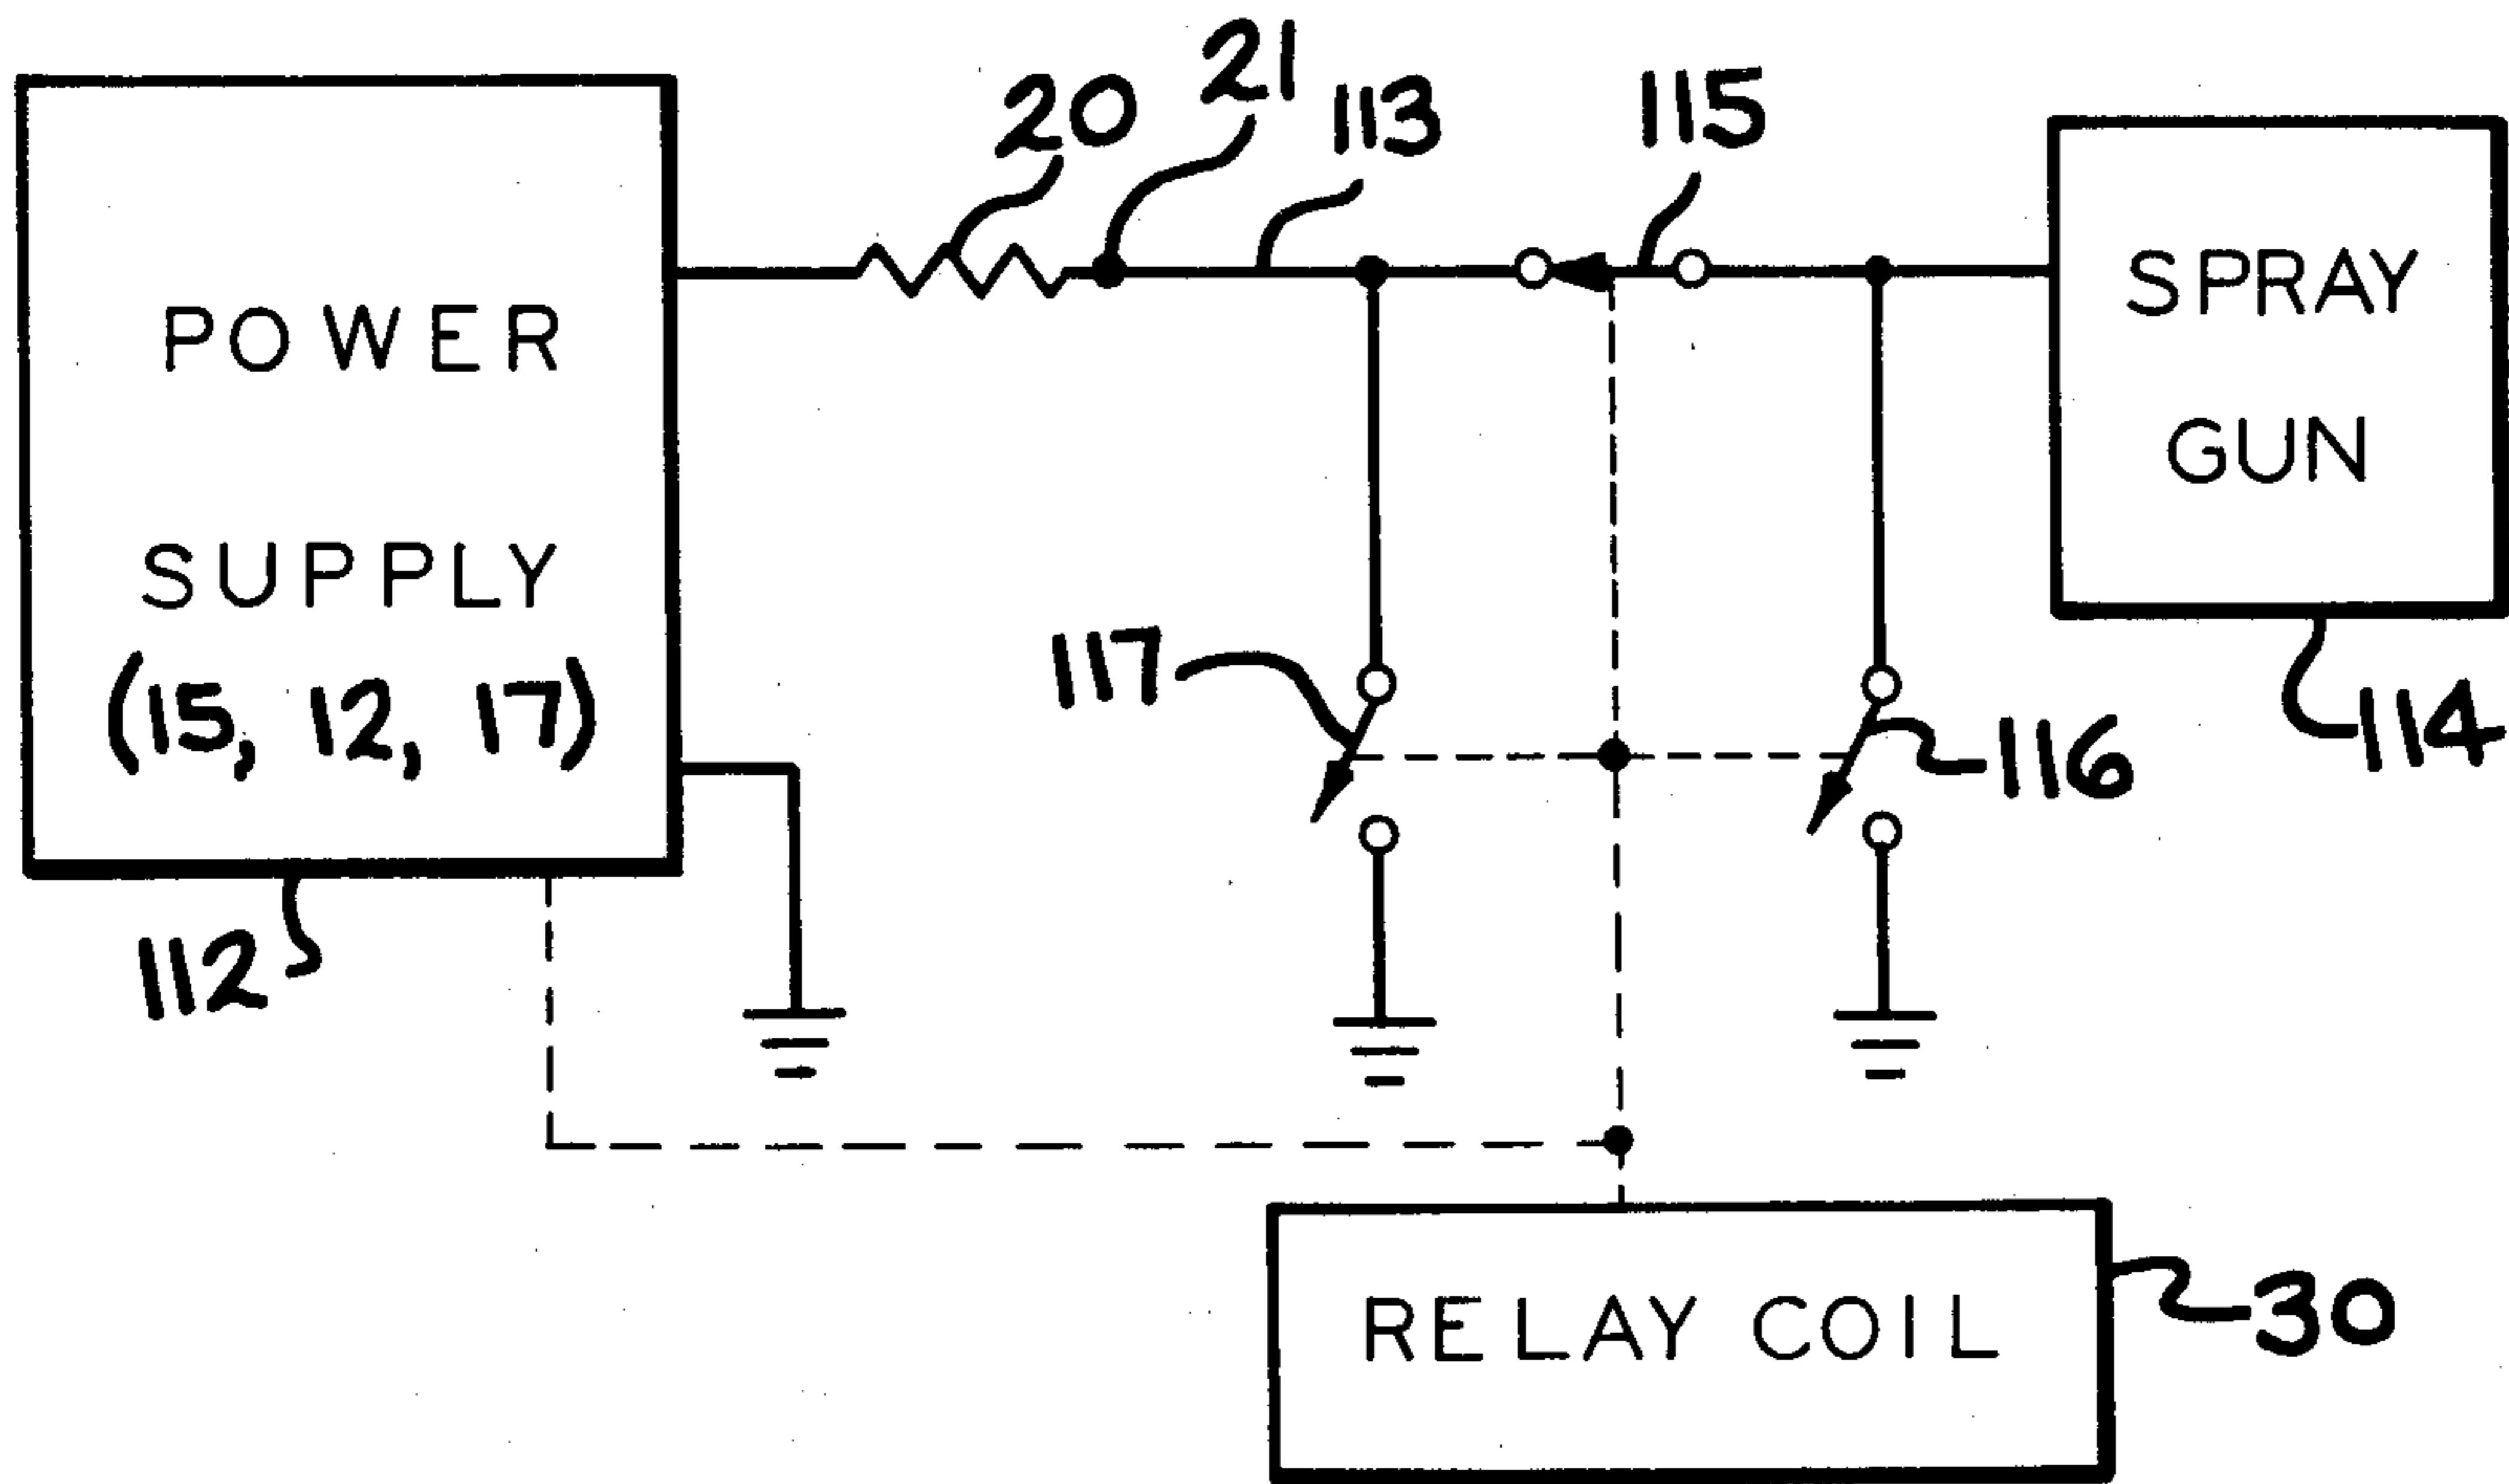 20
21
113
115
POWER
SUPPLY
(15, 12, 17)
SPRAY
GUN
117
116
114
112
RELAY COIL
30